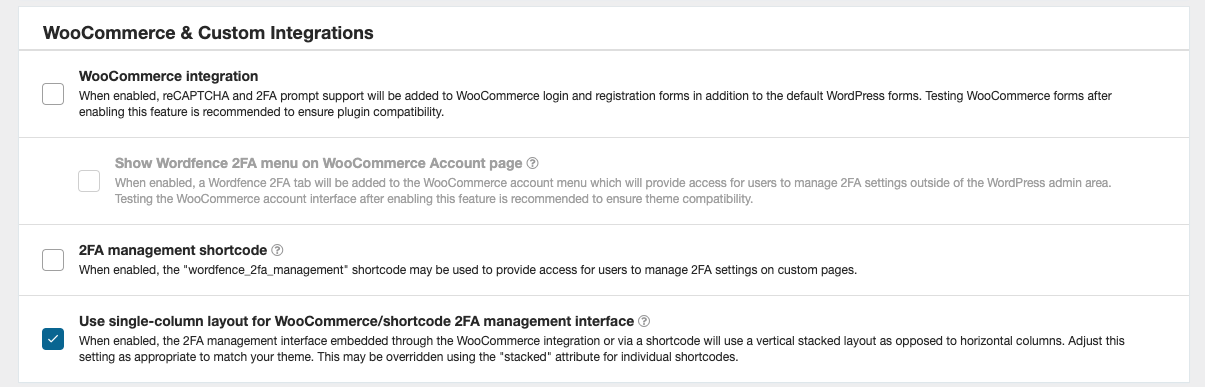 WooCommerce & Custom Integrations
WooCommerce integration
When enabled, reCAPTCHA and 2FA prompt support will be added to WooCommerce login and registration forms in addition to the default WordPress forms. Testing WooCommerce forms after
enabling this feature is recommended to ensure plugin compatibility.
Show Wordfence 2FA menu on WooCommerce Account page ?
When enabled, a Wordfence 2FA tab will be added to the WooCommerce account menu which will provide access for users to manage 2FA settings outside of the WordPress admin area.
Testing the WooCommerce account interface after enabling this feature is recommended to ensure theme compatibility.
2FA management shortcode ?
When enabled, the "wordfence_2fa_management" shortcode may be used to provide access for users to manage 2FA settings on custom pages.
Use single-column layout for WooCommerce/shortcode 2FA management interface ?
When enabled, the 2FA management interface embedded through the WooCommerce integration or via a shortcode will use a vertical stacked layout as opposed to horizontal columns. Adjust this
setting as appropriate to match your theme. This may be overridden using the "stacked" attribute for individual shortcodes.